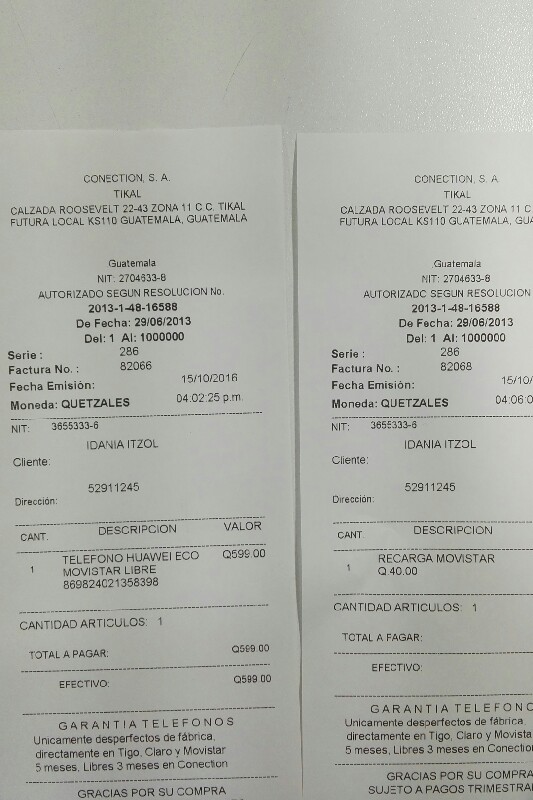 CONECTION, S. A.
TIKAL
CALZADA ROOSEVELT 22-43 ZONA 11 C.C. TIKAL
FUTURA LOCAL KS110 GUATEMALA, GUATEMALA
Guatemala
NIT: 2704633-8
AUTORIZADO SEGUN RESOLUCION No.
2013-1-48-16588
De Fecha: 29/06/2013
Del: 1 Al: 1000000
Serie : 286
Factura No. : 82066
Fecha Emisión: 15/10/2016
Moneda: QUETZALES 04:02:25 p.m.
NIT: 3655333-6
IDANIA ITZOL
Cliente:
52911245
Dirección:
CANT. DESCRIPCION VALOR
1 TELEFONO HUAWEI ECO Q599.00
MOVISTAR LIBRE
869824021358398
CANTIDAD ARTICULOS: 1
TOTAL A PAGAR: Q599.00
EFECTIVO: Q599.00
GARANTIA TELEFONOS
Unicamente desperfectos de fábrica,
directamente en Tigo, Claro y Movistar
5 meses, Libres 3 meses en Conection
GRACIAS POR SU COMPRA
CONECTION, S. A.
TIKAL
CALZADA ROOSEVELT 22-43 ZONA 11 C.
FUTURA LOCAL KS110 GUATEMALA, GUA
Guatemala
NIT: 2704633-8
AUTORIZADO SEGUN RESOLUCION
2013-1-48-16588
De Fecha: 29/06/2013
Del: 1 Al: 1000000
Serie : 286
Factura No. : 82068
Fecha Emisión: 15/10/
Moneda: QUETZALES 04:06:0
NIT: 3655333-6
IDANIA ITZOL
Cliente:
52911245
Dirección:
CANT. DESCRIPCION
1 RECARGA MOVISTAR
Q.40.00
CANTIDAD ARTICULOS: 1
TOTAL A PAGAR:
EFECTIVO:
GARANTIA TELEFONO
Unicamente desperfectos de fábrica,
directamente en Tigo, Claro y Movista
5 meses, Libres 3 meses en Conection
GRACIAS POR SU COMPRA
SUJETO A PAGOS TRIMESTRA